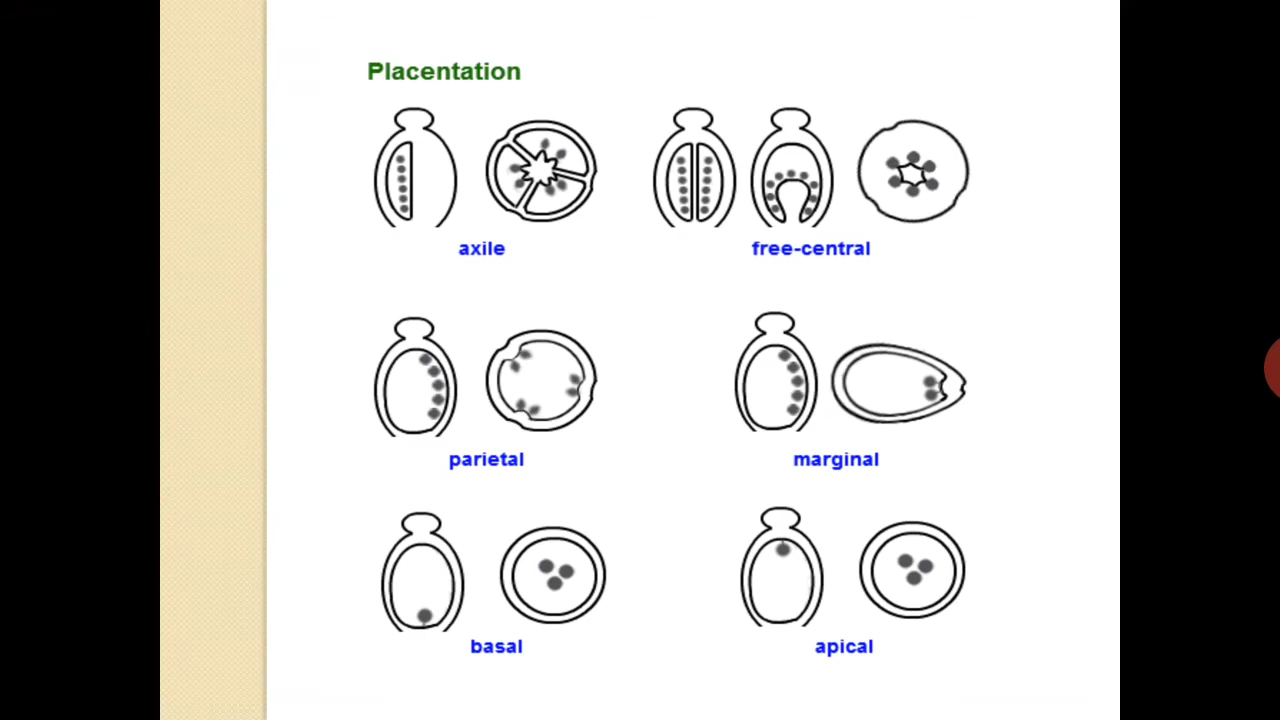 Placentation
axile
free-central
parietal
marginal
basal
apical